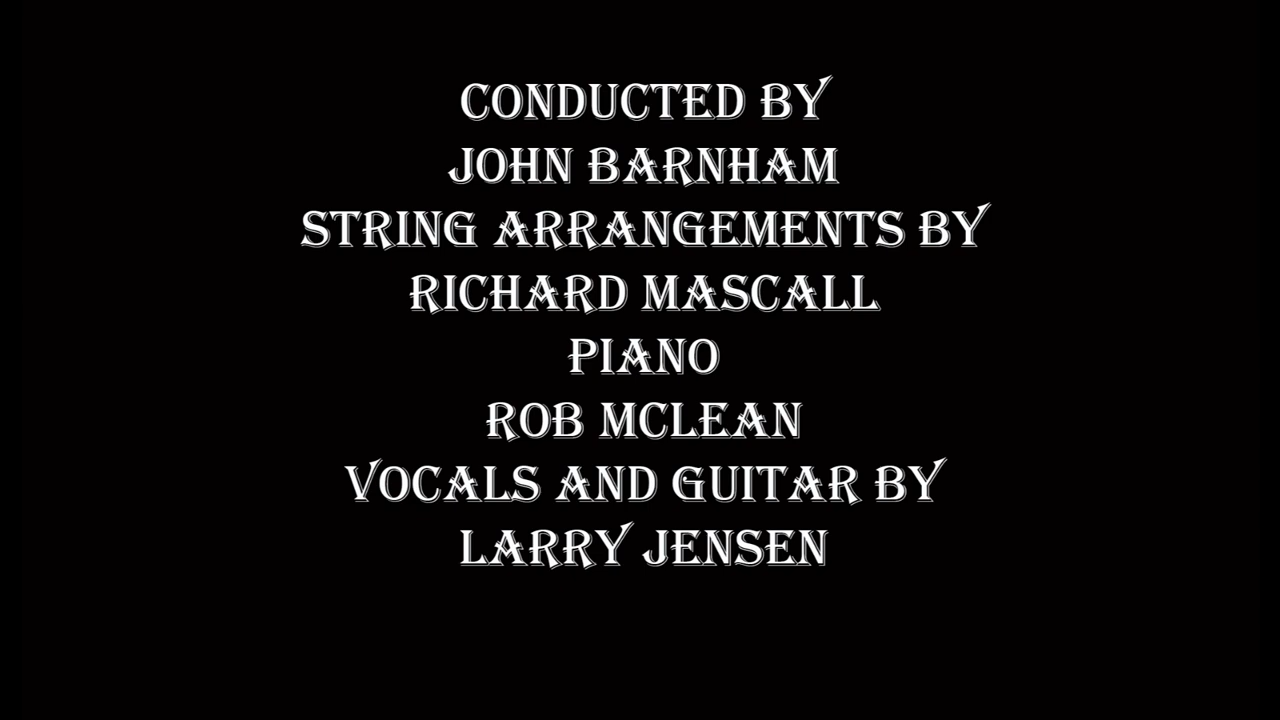 CONDUCTED BY
JOHN BARNHAM
STRING ARRANGEMENTS BY
RICHARD MASCALL
PIANO
ROB MCLEAN
VOCALS AND GUITAR BY
LARRY JENSEN